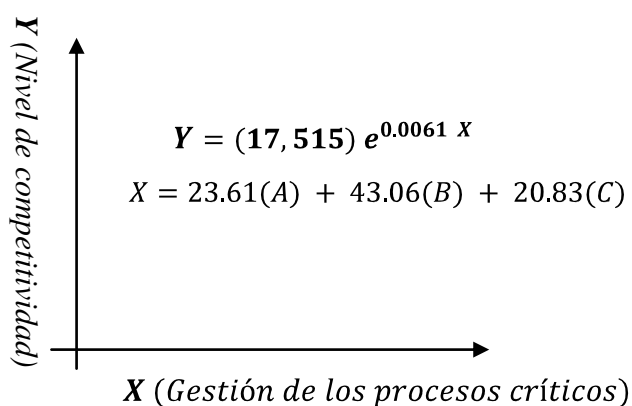 Y (Nivel de competitividad)
Y = (17,515) e^{0.0061 X}
X = 23.61(A) + 43.06(B) + 20.83(C)
X (Gestión de los procesos críticos)